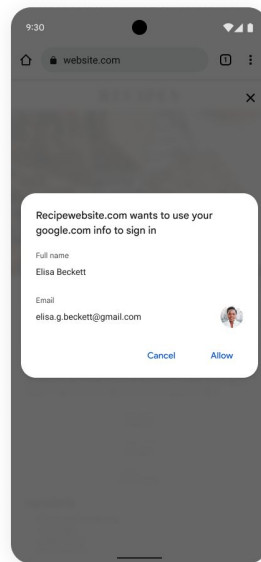 9:30
website.com
1
Recipewebsite.com wants to use your
google.com info to sign in
Full name
Elisa Beckett
Email
elisa.g.beckett@gmail.com
Cancel Allow